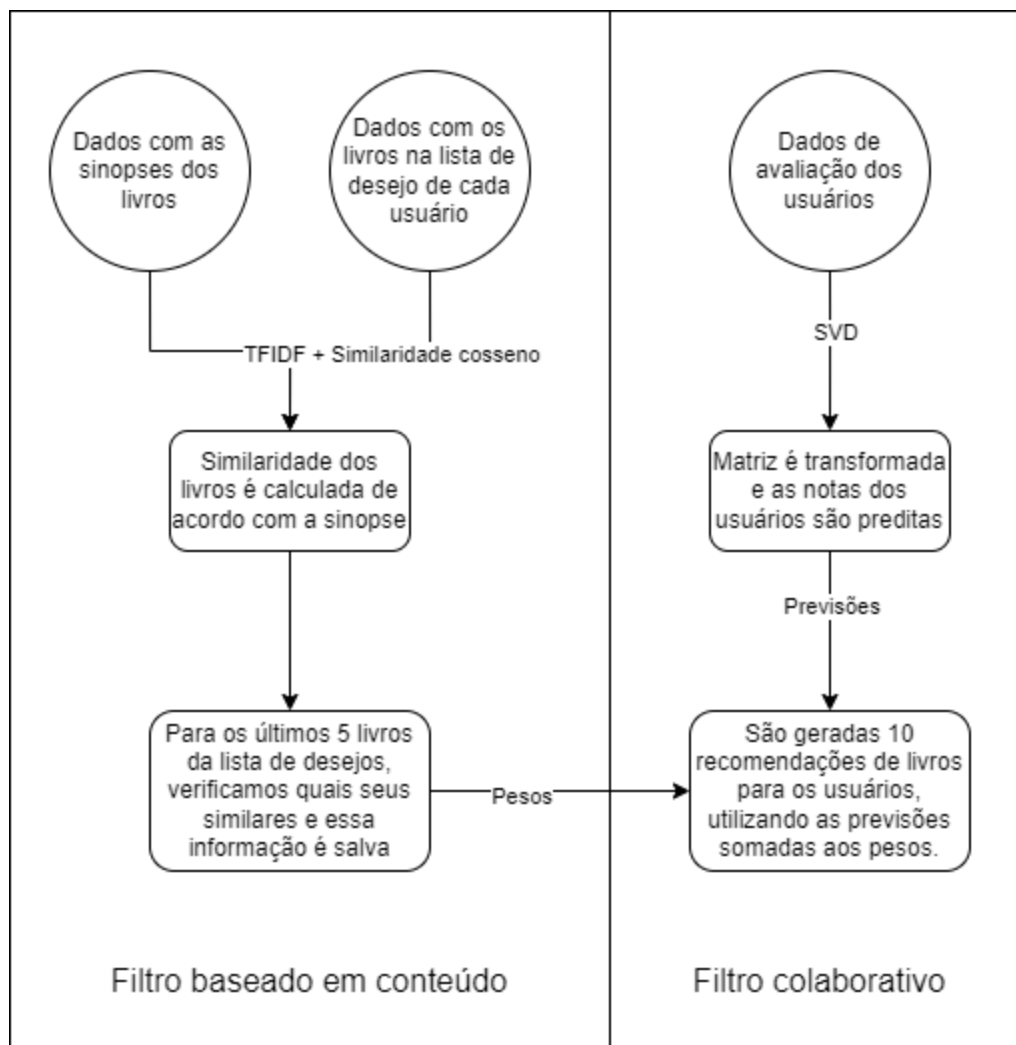 Dados com as
sinopses dos
livros
Dados com os
livros na lista de
desejo de cada
usuário
TFIDF + Similaridade cosseno
Similaridade dos
livros é calculada de
acordo com a sinopse
Para os últimos 5 livros
da lista de desejos,
verificamos quais seus
similares e essa
informação é salva
Pesos
Filtro baseado em conteúdo
Dados de
avaliação dos
usuários
SVD
Matriz é transformada
e as notas dos
usuários são preditas
Previsões
São geradas 10
recomendações de livros
para os usuários,
utilizando as previsões
somadas aos pesos.
Filtro colaborativo